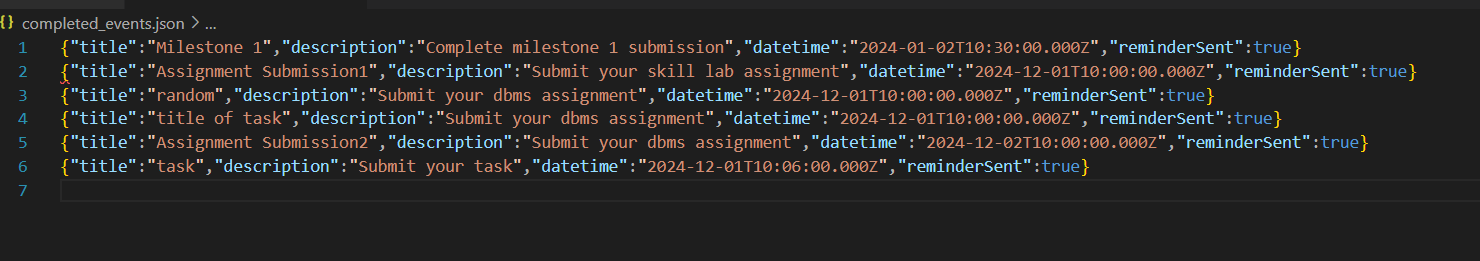 {} completed_events.json > ...
1 {"title":"Milestone 1","description":"Complete milestone 1 submission","datetime":"2024-01-02T10:30:00.000Z","reminderSent":true}
2 {"title":"Assignment Submission1","description":"Submit your skill lab assignment","datetime":"2024-12-01T10:00:00.000Z","reminderSent":true}
3 {"title":"random","description":"Submit your dbms assignment","datetime":"2024-12-01T10:00:00.000Z","reminderSent":true}
4 {"title":"title of task","description":"Submit your dbms assignment","datetime":"2024-12-01T10:00:00.000Z","reminderSent":true}
5 {"title":"Assignment Submission2","description":"Submit your dbms assignment","datetime":"2024-12-02T10:00:00.000Z","reminderSent":true}
6 {"title":"task","description":"Submit your task","datetime":"2024-12-01T10:06:00.000Z","reminderSent":true}
7